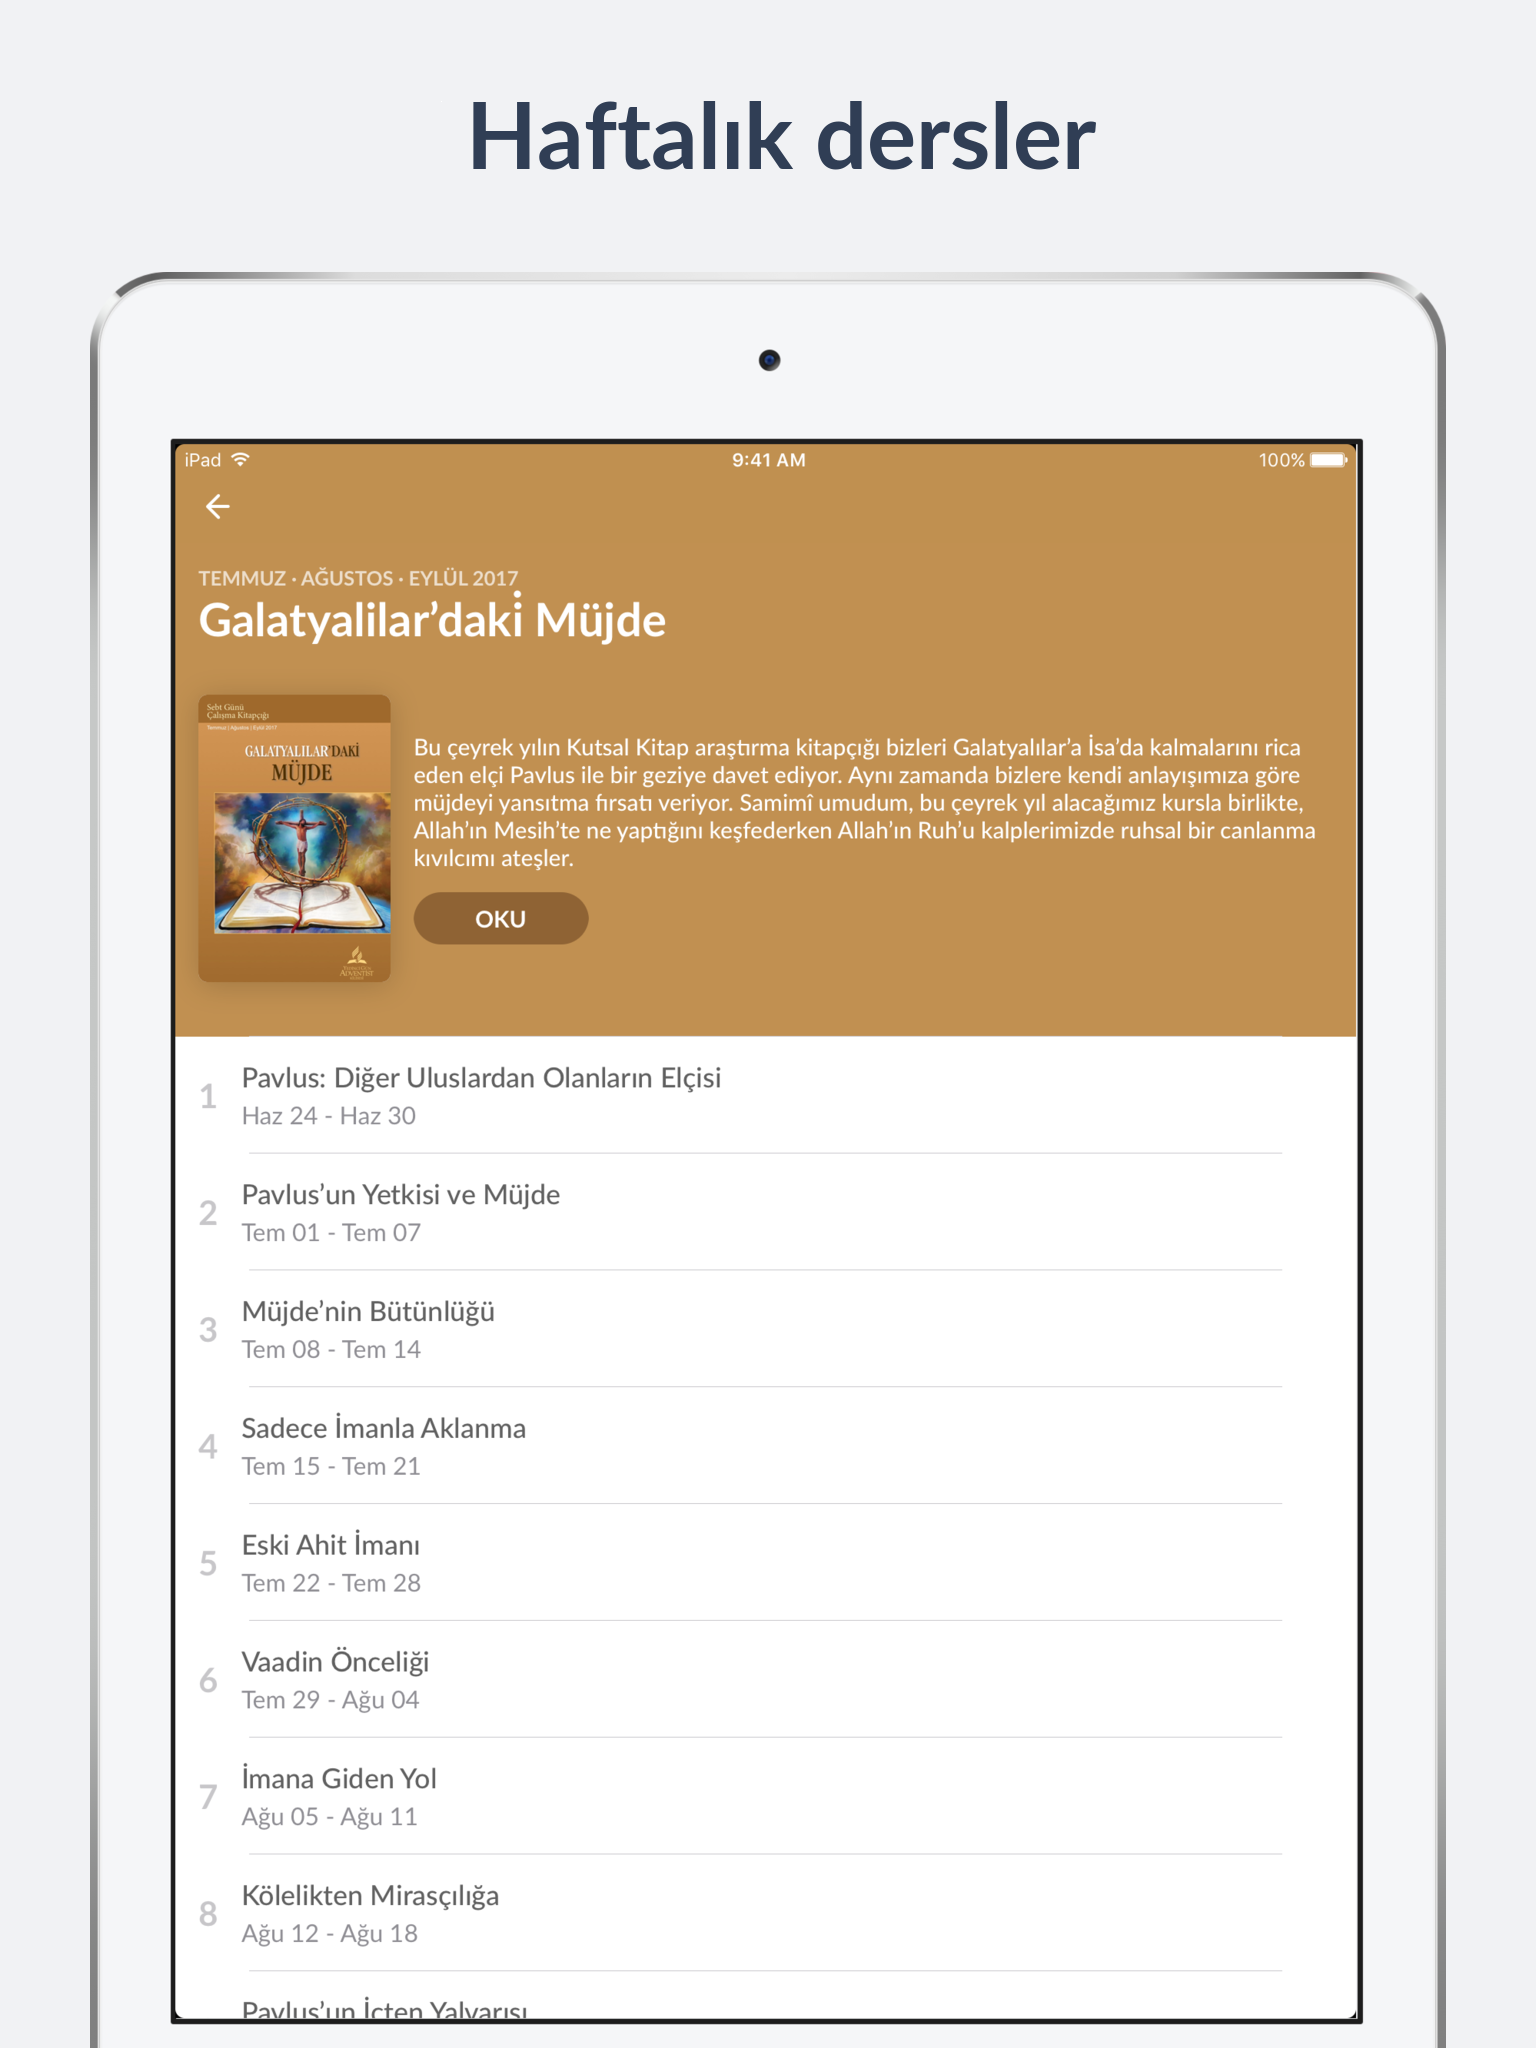 Haftalık dersler
iPad
9:41 AM
100%
TEMMUZ · AĞUSTOS · EYLÜL 2017
Galatyalilar’daki̇ Müjde
Sebt Günü
Çalışma Kitapçığı
Temmuz | Ağustos | Eylül 2017
GALATYALILAR’DAKİ
MÜJDE
ADVENTIST
Bu çeyrek yılın Kutsal Kitap araştırma kitapçığı bizleri Galatyalılar’a İsa’da kalmalarını rica
eden elçi Pavlus ile bir geziye davet ediyor. Aynı zamanda bizlere kendi anlayışımıza göre
müjdeyi yansıtma fırsatı veriyor. Samimî umudum, bu çeyrek yıl alacağımız kursla birlikte,
Allah’ın Mesih’te ne yaptığını keşfederken Allah’ın Ruh’u kalplerimizde ruhsal bir canlanma
kıvılcımı ateşler.
OKU
1
Pavlus: Diğer Uluslardan Olanların Elçisi
Haz 24 - Haz 30
2
Pavlus’un Yetkisi ve Müjde
Tem 01 - Tem 07
3
Müjde’nin Bütünlüğü
Tem 08 - Tem 14
4
Sadece İmanla Aklanma
Tem 15 - Tem 21
5
Eski Ahit İmanı
Tem 22 - Tem 28
6
Vaadin Önceliği
Tem 29 - Ağu 04
7
İmana Giden Yol
Ağu 05 - Ağu 11
8
Kölelikten Mirasçılığa
Ağu 12 - Ağu 18
Pavlus’un İçten Yalvarışı